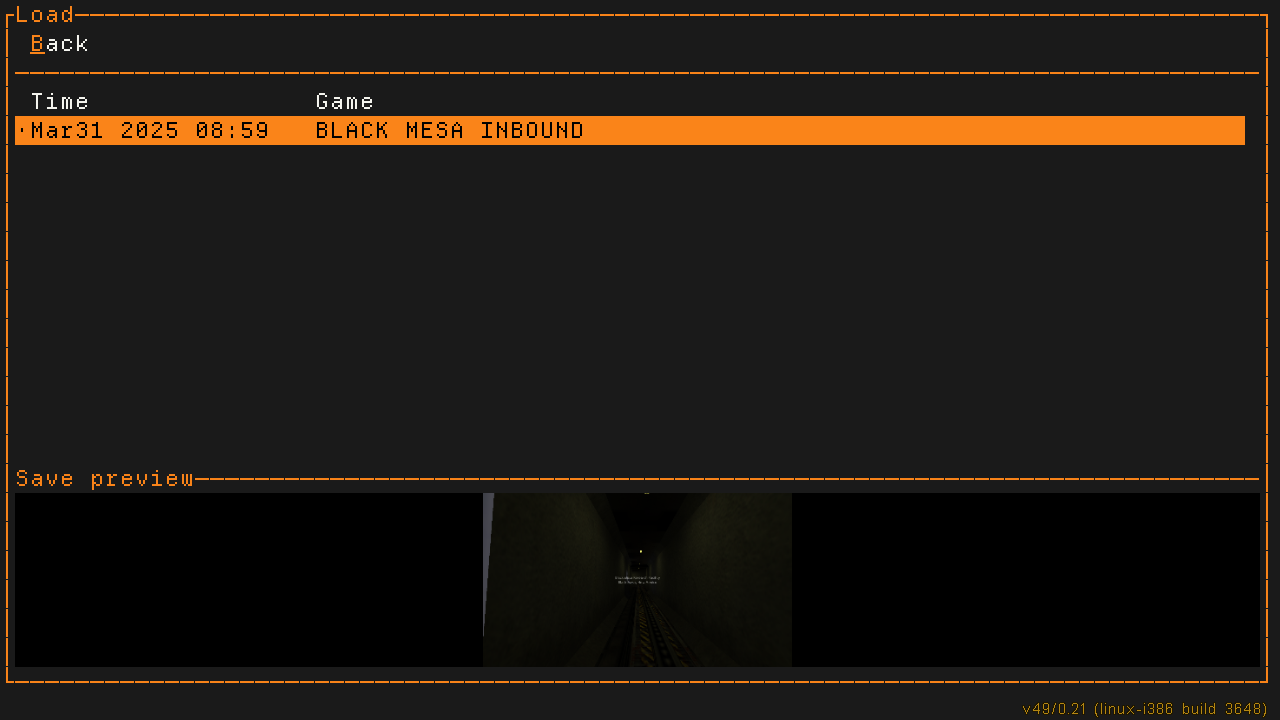 Load
Back
Time Game
·Mar31 2025 08:59 BLACK MESA INBOUND
Save preview
v49/0.21 (linux-i386 build 3648)